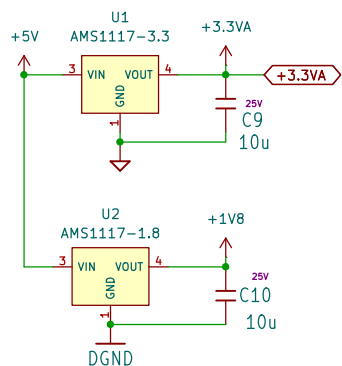 +5V
U1
AMS1117-3.3
+3.3VA
3
VIN
VOUT
4
GND
1
+3.3VA
25V
C9
10u
U2
AMS1117-1.8
+1V8
3
VIN
VOUT
4
GND
1
25V
C10
10u
DGND